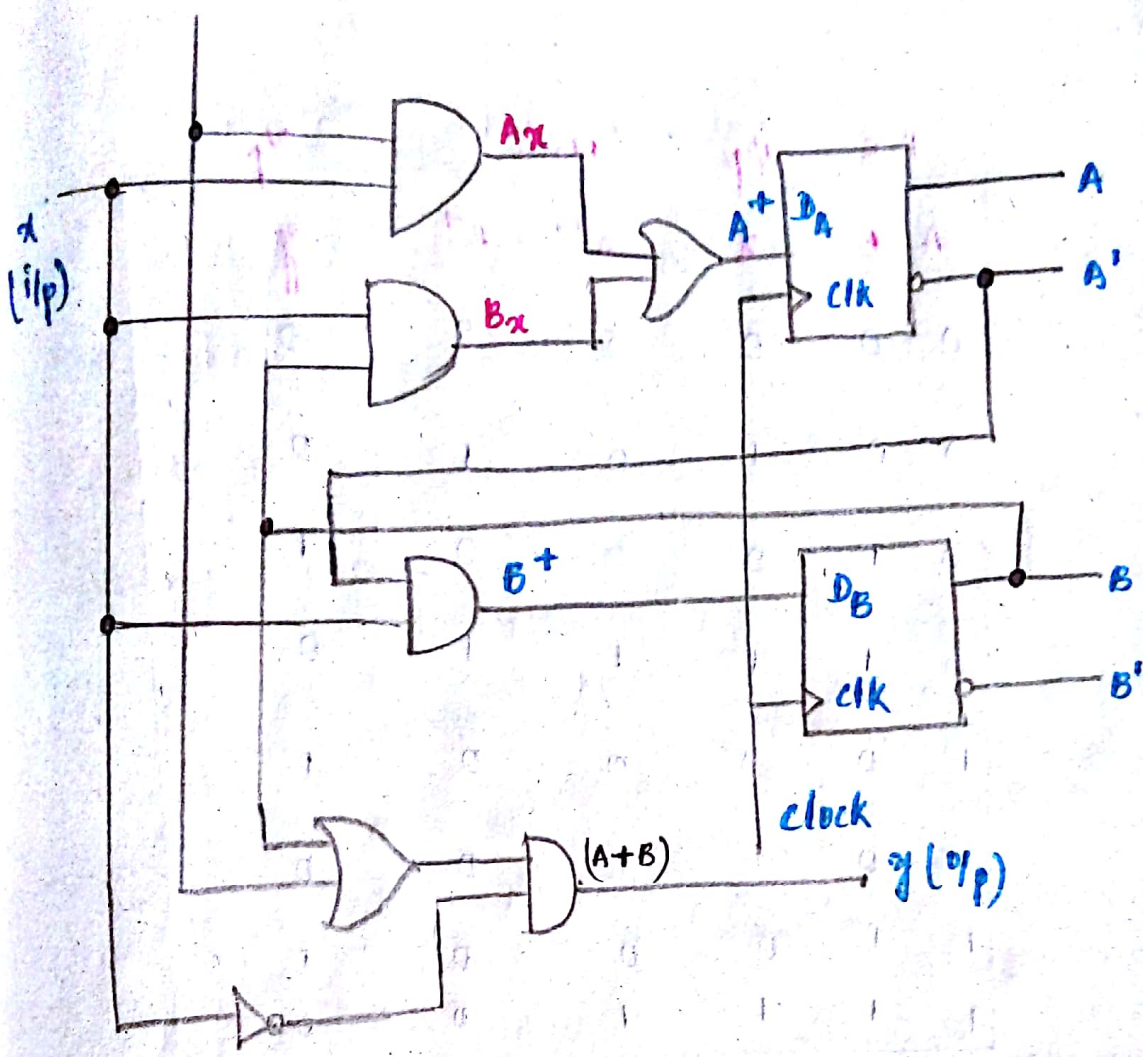 Ax
A
x
(i/p)
A+
DA
A'
Clk
Bx
B+
DB
B
clk
B'
clock
(A+B)
y (o/p)